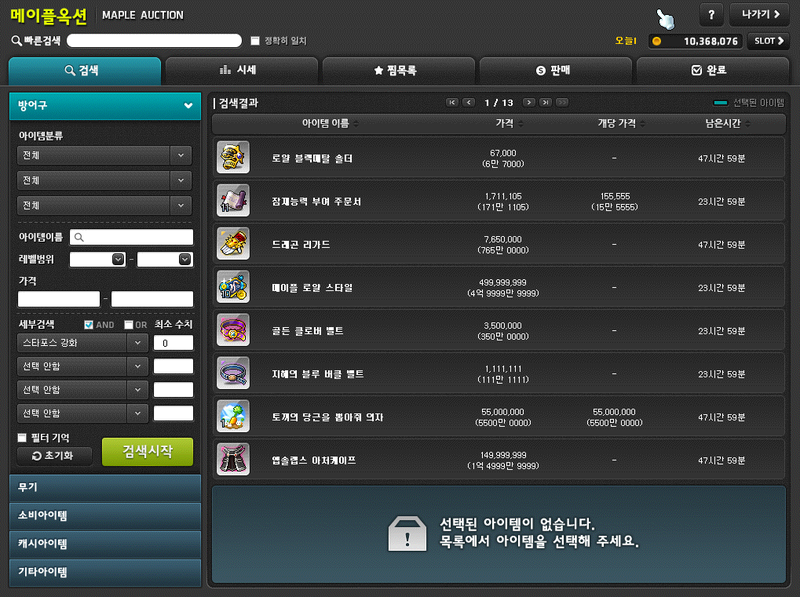 메이플옥션 MAPLE AUCTION
? 나가기
빠른검색 정확히 일치
오늘! 10,368,076 SLOT
검색 시세 찜목록 판매 완료
방어구
아이템분류
전체
전체
전체
아이템이름
레벨범위 -
가격
-
세부검색 AND OR 최소 수치
스타포스 강화 0
선택 안함
선택 안함
선택 안함
필터 기억
초기화 검색시작
무기
소비아이템
캐시아이템
기타아이템
검색결과 1 / 13 선택된 아이템
아이템 이름 가격 개당 가격 남은시간
로얄 블랙메탈 숄더 67,000 - 47시간 59분
(6만 7000)
11 잠재능력 부여 주문서 1,711,105 155,555 23시간 59분
(171만 1105) (15만 5555)
드래곤 리가드 7,650,000 - 47시간 59분
(765만 0000)
10 메이플 로얄 스타일 499,999,999 - 23시간 59분
(4억 9999만 9999)
골든 클로버 벨트 3,500,000 - 23시간 59분
(350만 0000)
지혜의 블루 버클 벨트 1,111,111 - 23시간 59분
(111만 1111)
1 토끼의 당근을 뽑아줘 의자 55,000,000 55,000,000 47시간 59분
(5500만 0000) (5500만 0000)
앱솔랩스 아처케이프 149,999,999 - 47시간 59분
(1억 4999만 9999)
선택된 아이템이 없습니다.
목록에서 아이템을 선택해 주세요.